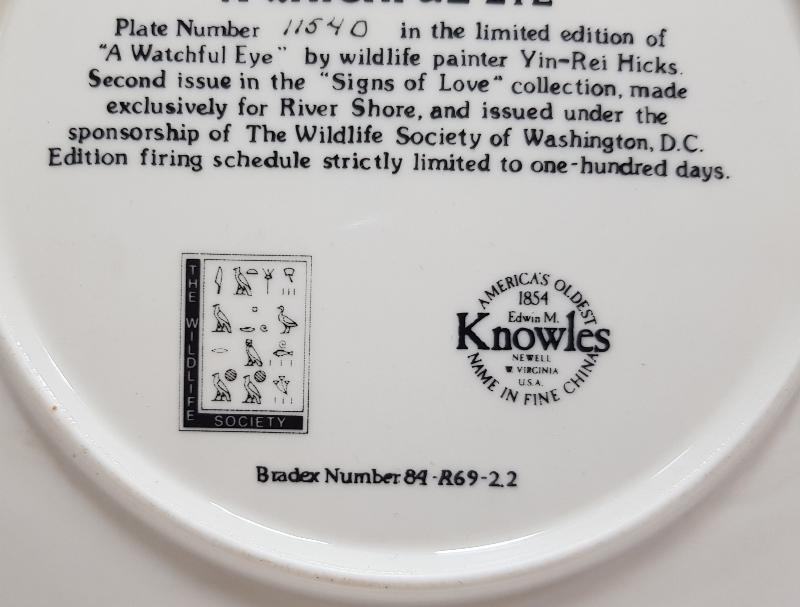 A WATCHFUL EYE
Plate Number 11540 in the limited edition of
"A Watchful Eye" by wildlife painter Yin-Rei Hicks.
Second issue in the "Signs of Love" collection, made
exclusively for River Shore, and issued under the
sponsorship of The Wildlife Society of Washington, D.C.
Edition firing schedule strictly limited to one-hundred days.
THE WILDLIFE
SOCIETY
AMERICA'S OLDEST
1854
Edwin M.
Knowles
NEWELL
W. VIRGINIA
U.S.A.
NAME IN FINE CHINA
Bradex Number 84-R69-2.2